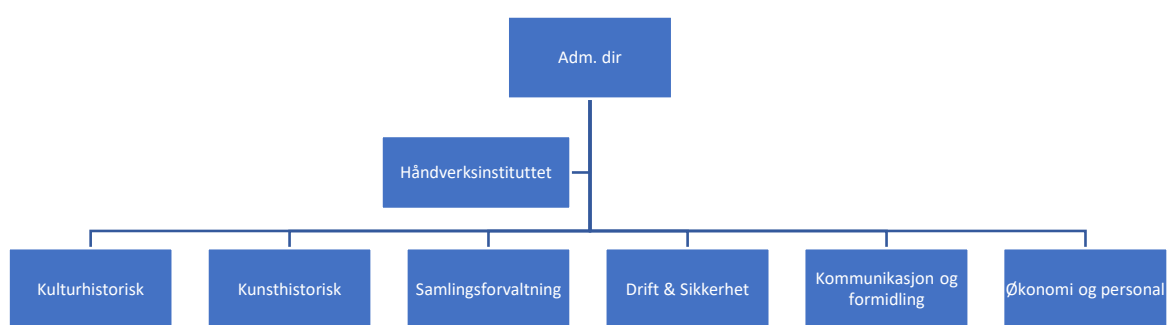 Adm. dir
Håndverksinstituttet
Kulturhistorisk
Kunsthistorisk
Samlingsforvaltning
Drift & Sikkerhet
Kommunikasjon og
formidling
Økonomi og personal